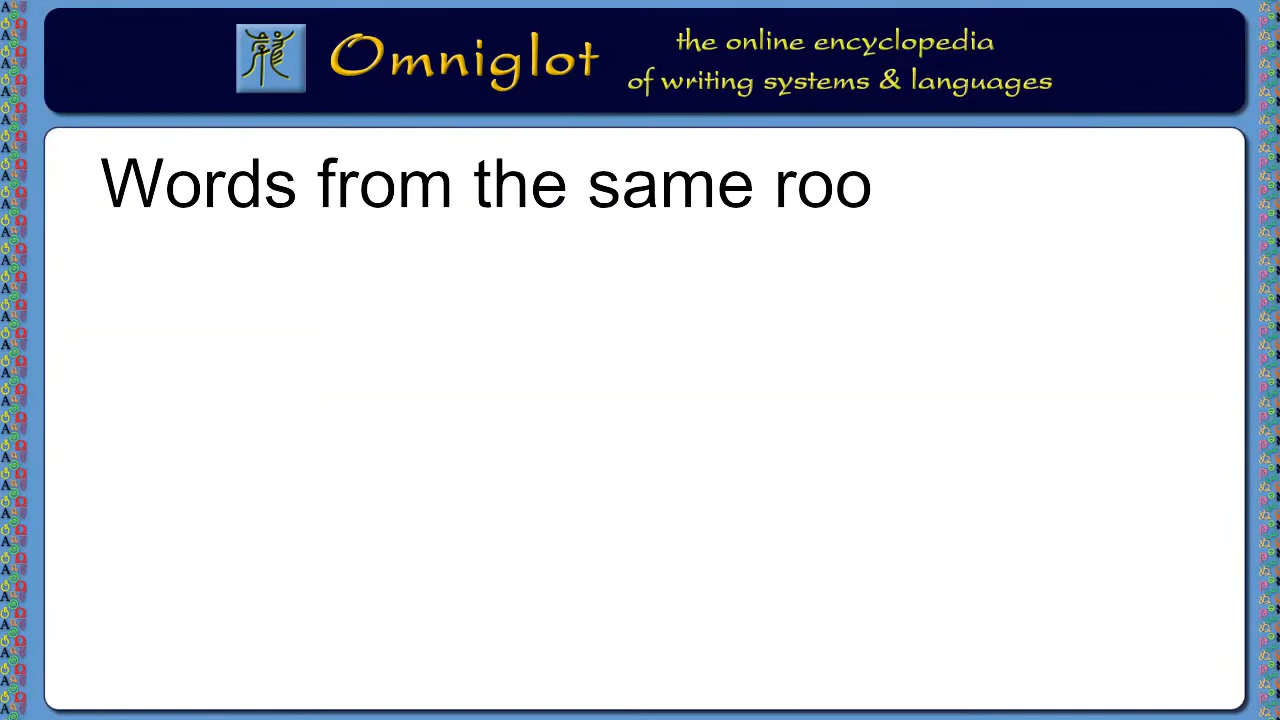 Omniglot
the online encyclopedia
of writing systems & languages
Words from the same roo